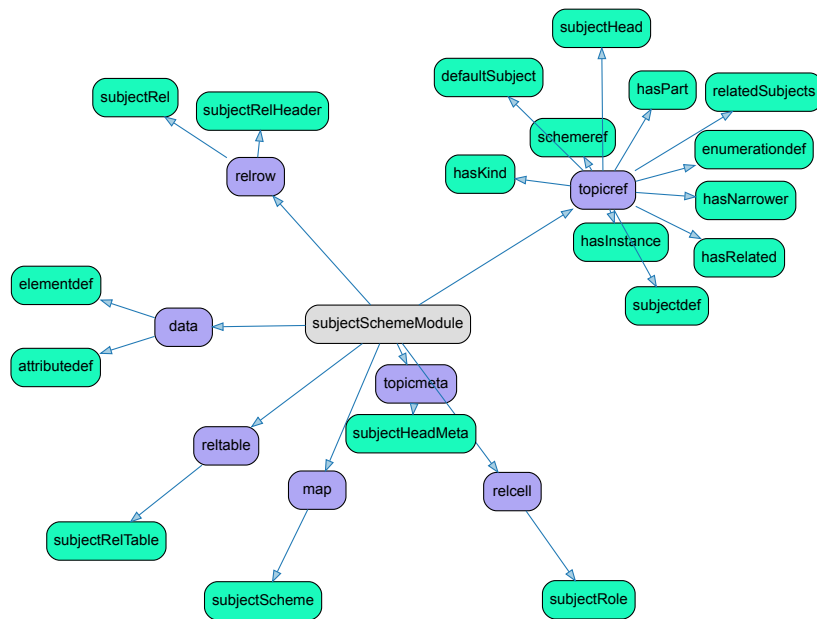 subjectHead
defaultSubject
hasPart
relatedSubjects
subjectRel
subjectRelHeader
schemeref
enumerationdef
hasKind
relrow
topicref
hasNarrower
hasInstance
hasRelated
elementdef
subjectdef
data
subjectSchemeModule
attributedef
topicmeta
subjectHeadMeta
reltable
map
relcell
subjectRelTable
subjectScheme
subjectRole